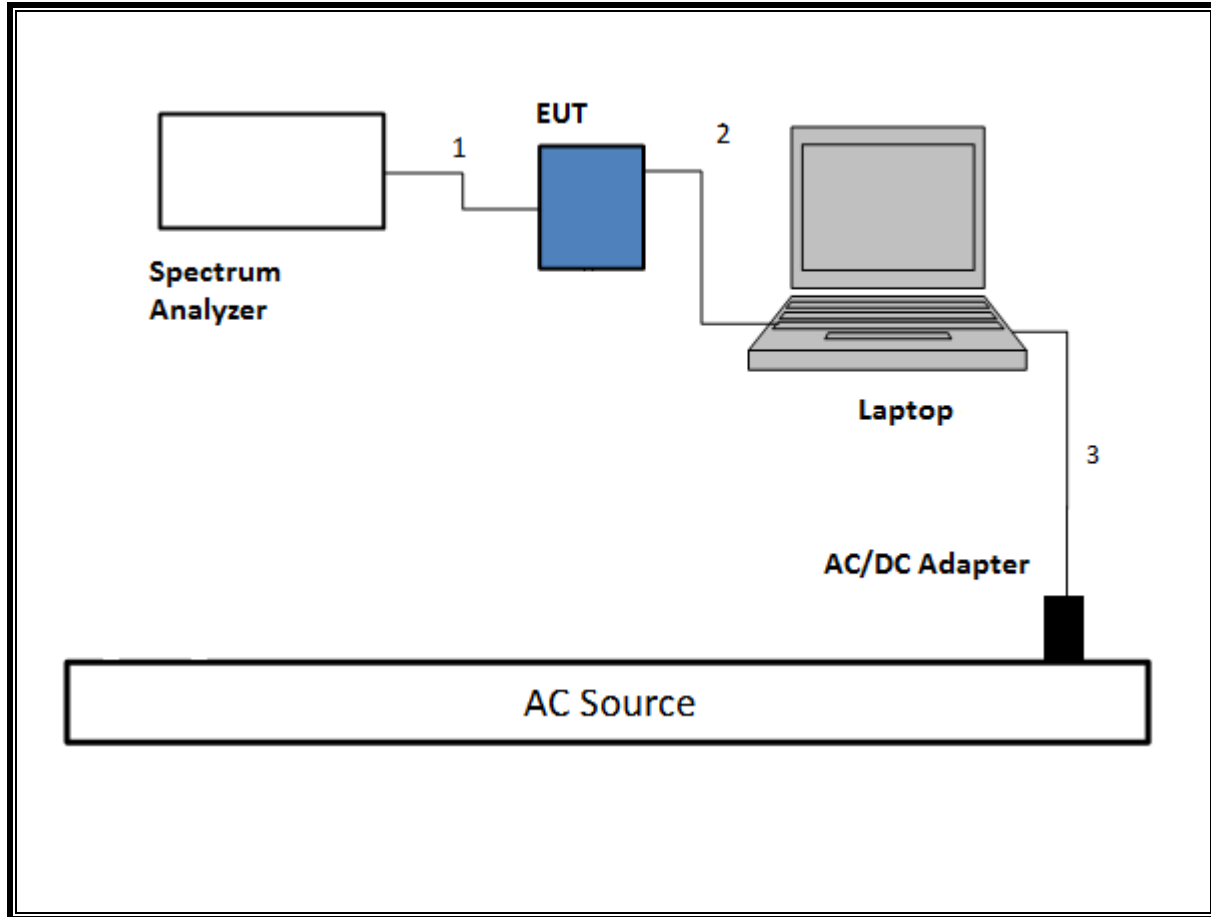 EUT
1
2
Spectrum
Analyzer
Laptop
3
AC/DC Adapter
AC Source